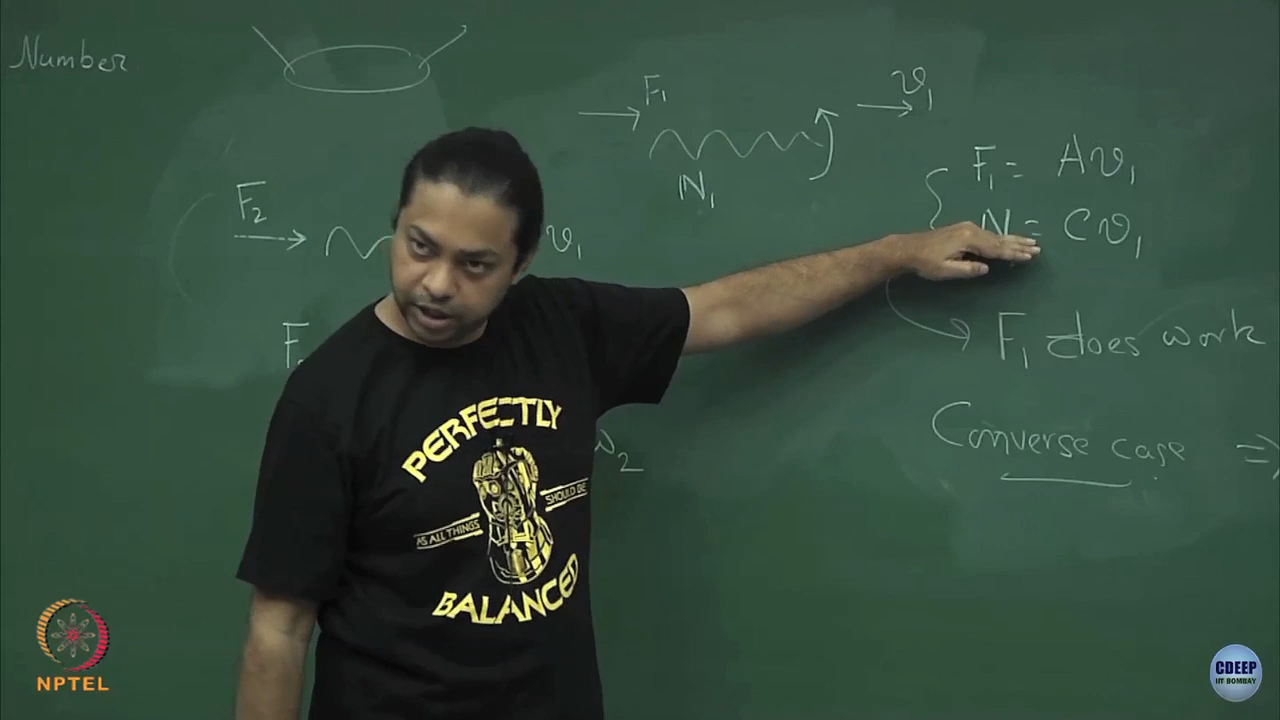 Number
F₁
v₁
N₁
F₁ = Av₁
N = Cv₁
F₂
v₁
F₁ does work
F
Converse case ⇒
v₂
PERFECTLY
AS ALL THINGS
SHOULD BE
BALANCED
NPTEL
CDEEP
IIT BOMBAY